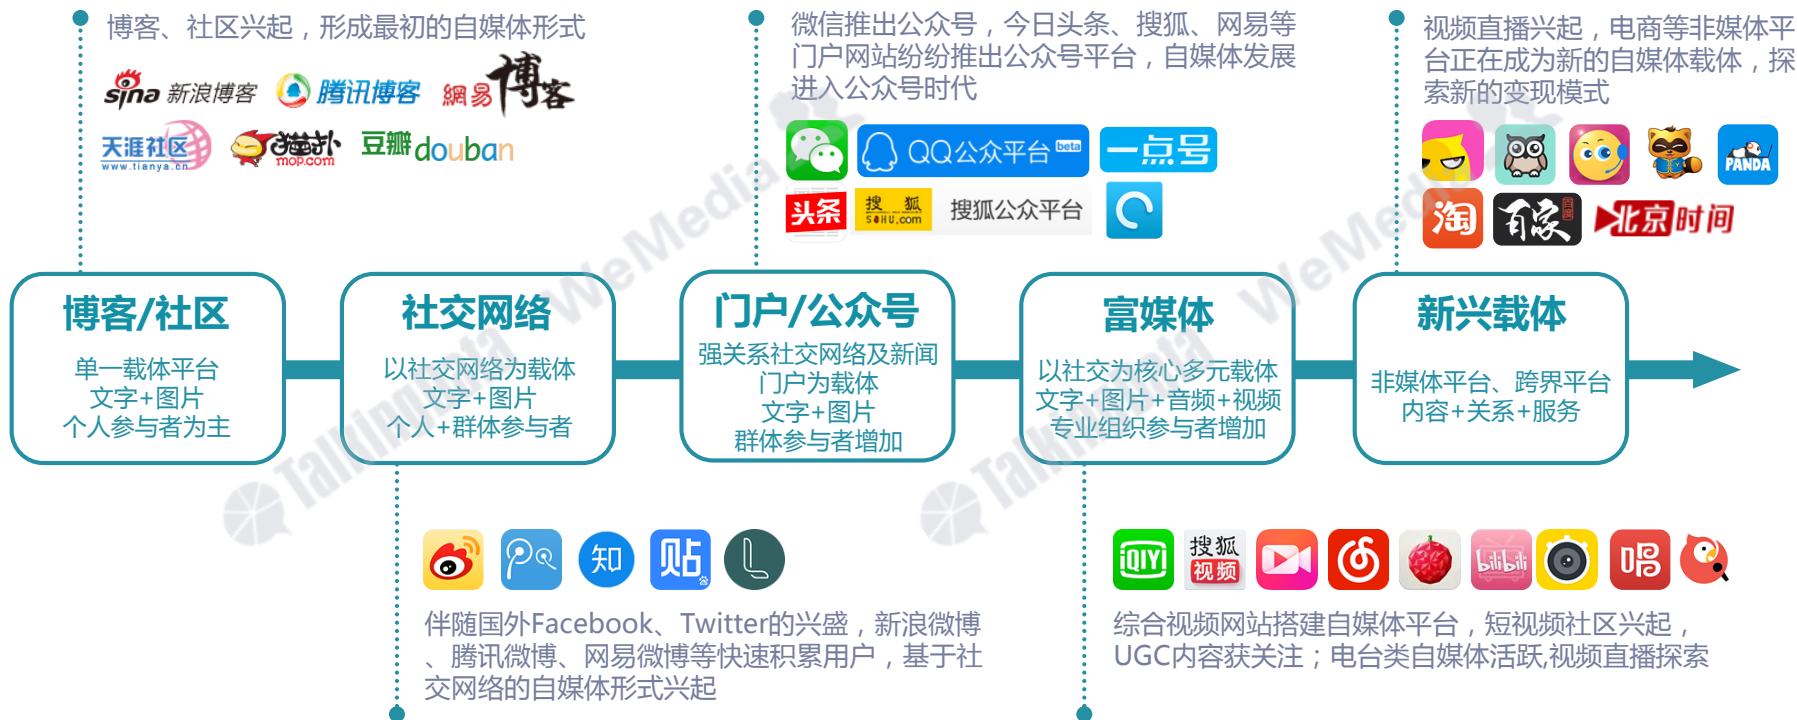 博客、社区兴起，形成最初的自媒体形式
sina 新浪博客
腾讯博客
網易博客
天涯社区
www.tianya.cn
猫扑
mop.com
豆瓣douban
微信推出公众号，今日头条、搜狐、网易等
门户网站纷纷推出公众号平台，自媒体发展
进入公众号时代
QQ公众平台 beta
一点号
头条
搜狐
SOHU.com
搜狐公众平台
视频直播兴起，电商等非媒体平
台正在成为新的自媒体载体，探
索新的变现模式
PANDA
淘
百家
百度
北京时间
博客/社区
单一载体平台
文字+图片
个人参与者为主
社交网络
以社交网络为载体
文字+图片
个人+群体参与者
门户/公众号
强关系社交网络及新闻
门户为载体
文字+图片
群体参与者增加
富媒体
以社交为核心多元载体
文字+图片+音频+视频
专业组织参与者增加
新兴载体
非媒体平台、跨界平台
内容+关系+服务
知
贴
L
伴随国外Facebook、Twitter的兴盛，新浪微博
、腾讯微博、网易微博等快速积累用户，基于社
交网络的自媒体形式兴起
iQIYI
搜狐
视频
bilibili
唱
综合视频网站搭建自媒体平台，短视频社区兴起，
UGC内容获关注；电台类自媒体活跃,视频直播探索
TalkingData
WeMedia
TalkingData
WeMedia